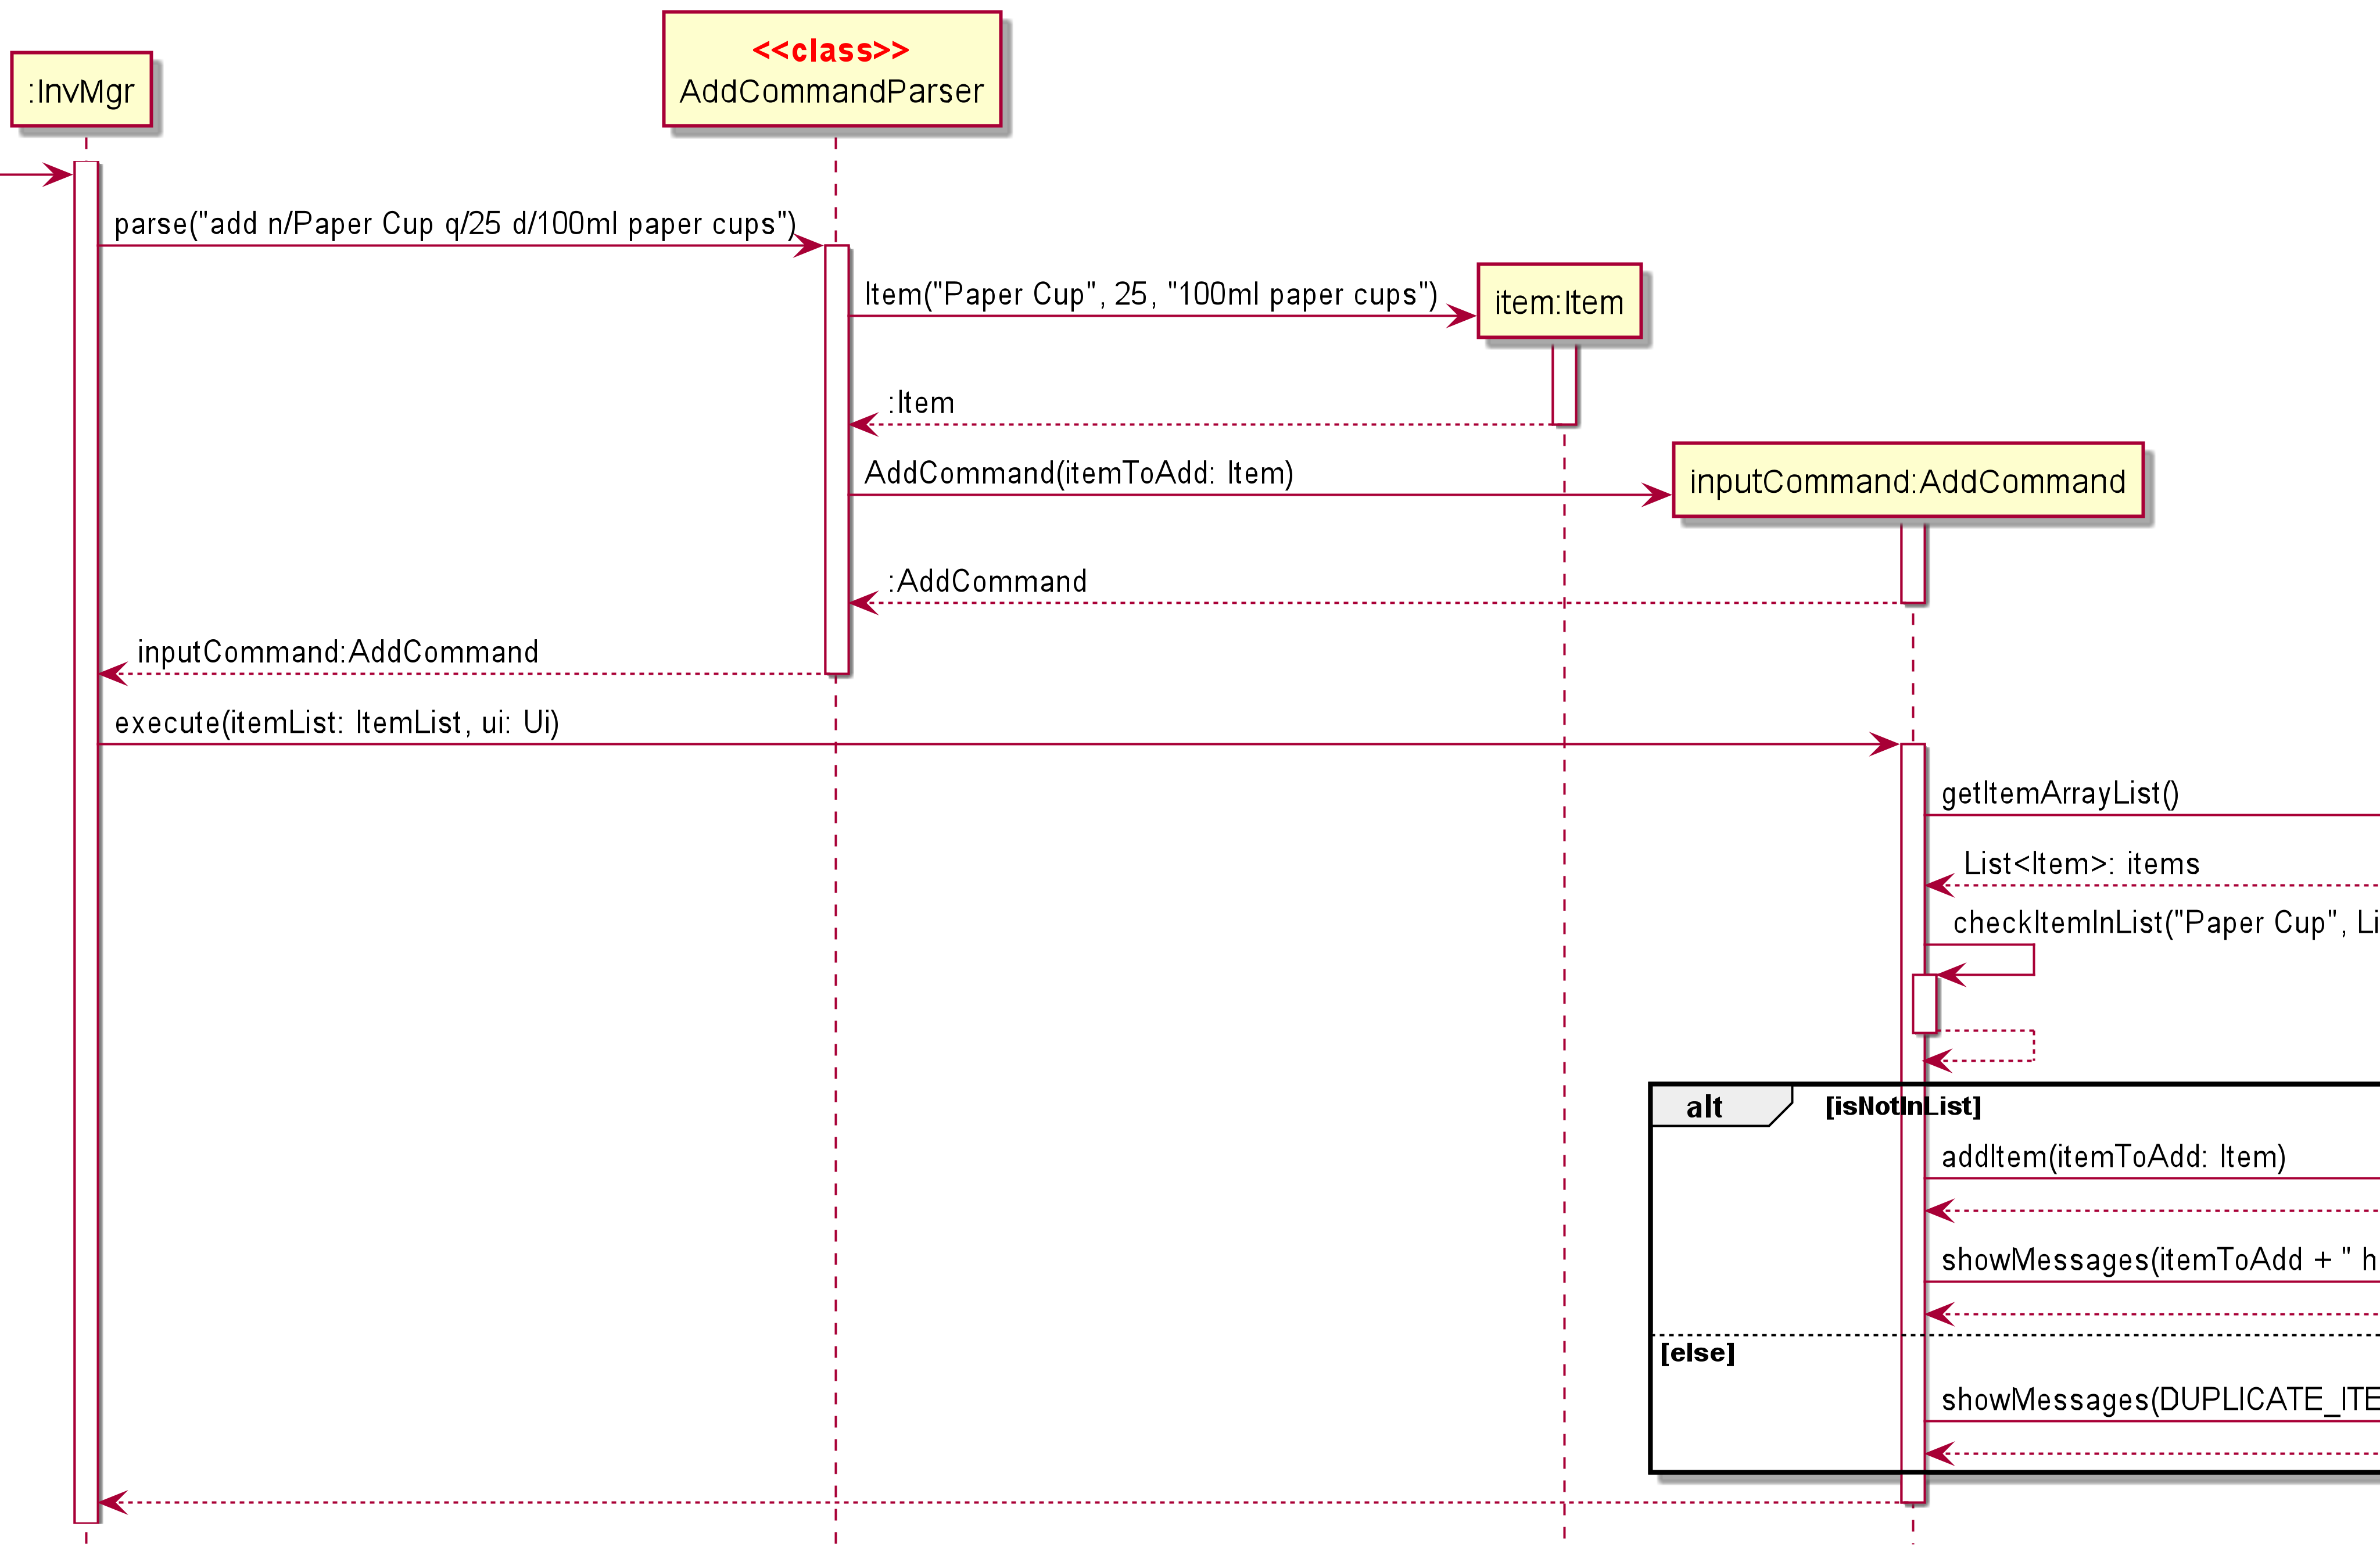 <<class>>
:InvMgr
AddCommandParser
parse("add n/Paper Cup q/25 d/100ml paper cups")
Item("Paper Cup", 25, "100ml paper cups")
item:Item
:Item
AddCommand(itemToAdd: Item)
inputCommand:AddCommand
:AddCommand
inputCommand:AddCommand
execute(itemList: ItemList, ui: Ui)
getItemArrayList()
List<Item>: items
checkItemInList("Paper Cup", Li
alt [isNotInList]
addItem(itemToAdd: Item)
showMessages(itemToAdd + " h
[else]
showMessages(DUPLICATE_ITE